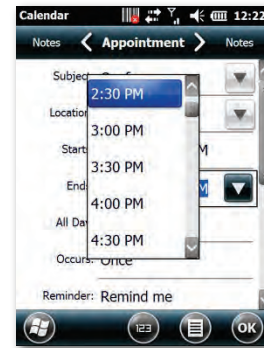 Calendar 12:22
Notes Appointment Notes
Subject
2:30 PM
Location
3:00 PM
Start M
3:30 PM
End M
4:00 PM
All Da
4:30 PM
Occurs: Once
Reminder: Remind me
123 OK